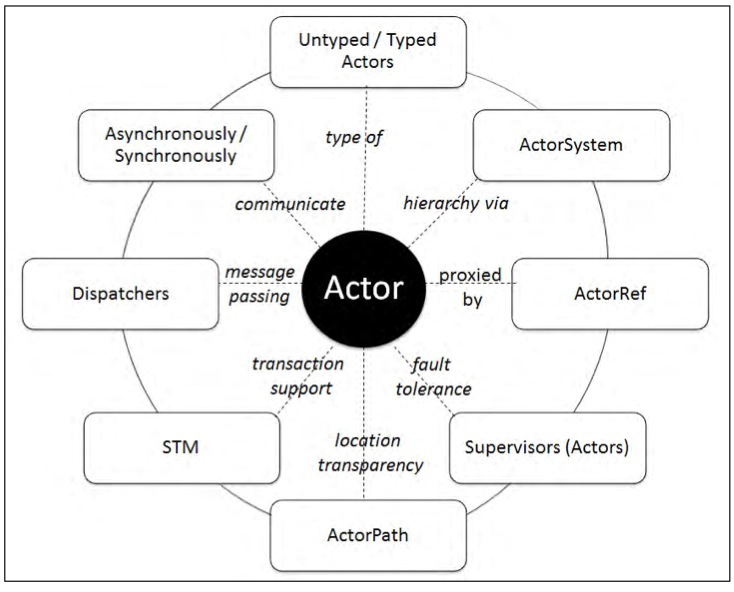 Untyped / Typed
Actors
Asynchronously /
Synchronously
type of
ActorSystem
communicate
hierarchy via
Dispatchers
message
passing
Actor
proxied
by
ActorRef
transaction
support
fault
tolerance
STM
location
transparency
Supervisors (Actors)
ActorPath